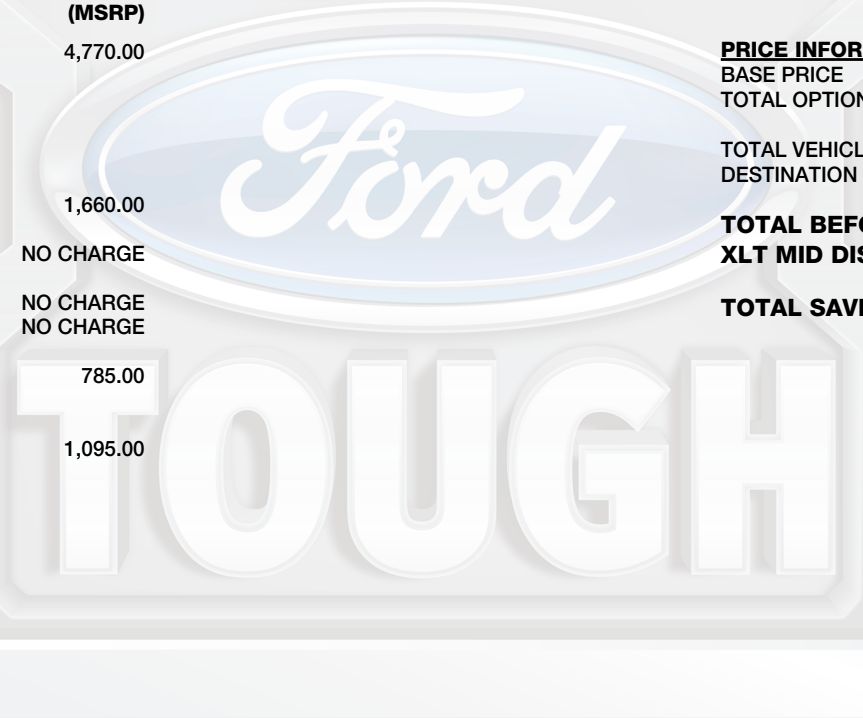 (MSRP)
4,770.00
1,660.00
NO CHARGE
NO CHARGE
NO CHARGE
785.00
1,095.00
PRICE INFOR
BASE PRICE
TOTAL OPTION
TOTAL VEHICL
DESTINATION
TOTAL BEFO
XLT MID DIS
TOTAL SAVI
Ford
TOUGH